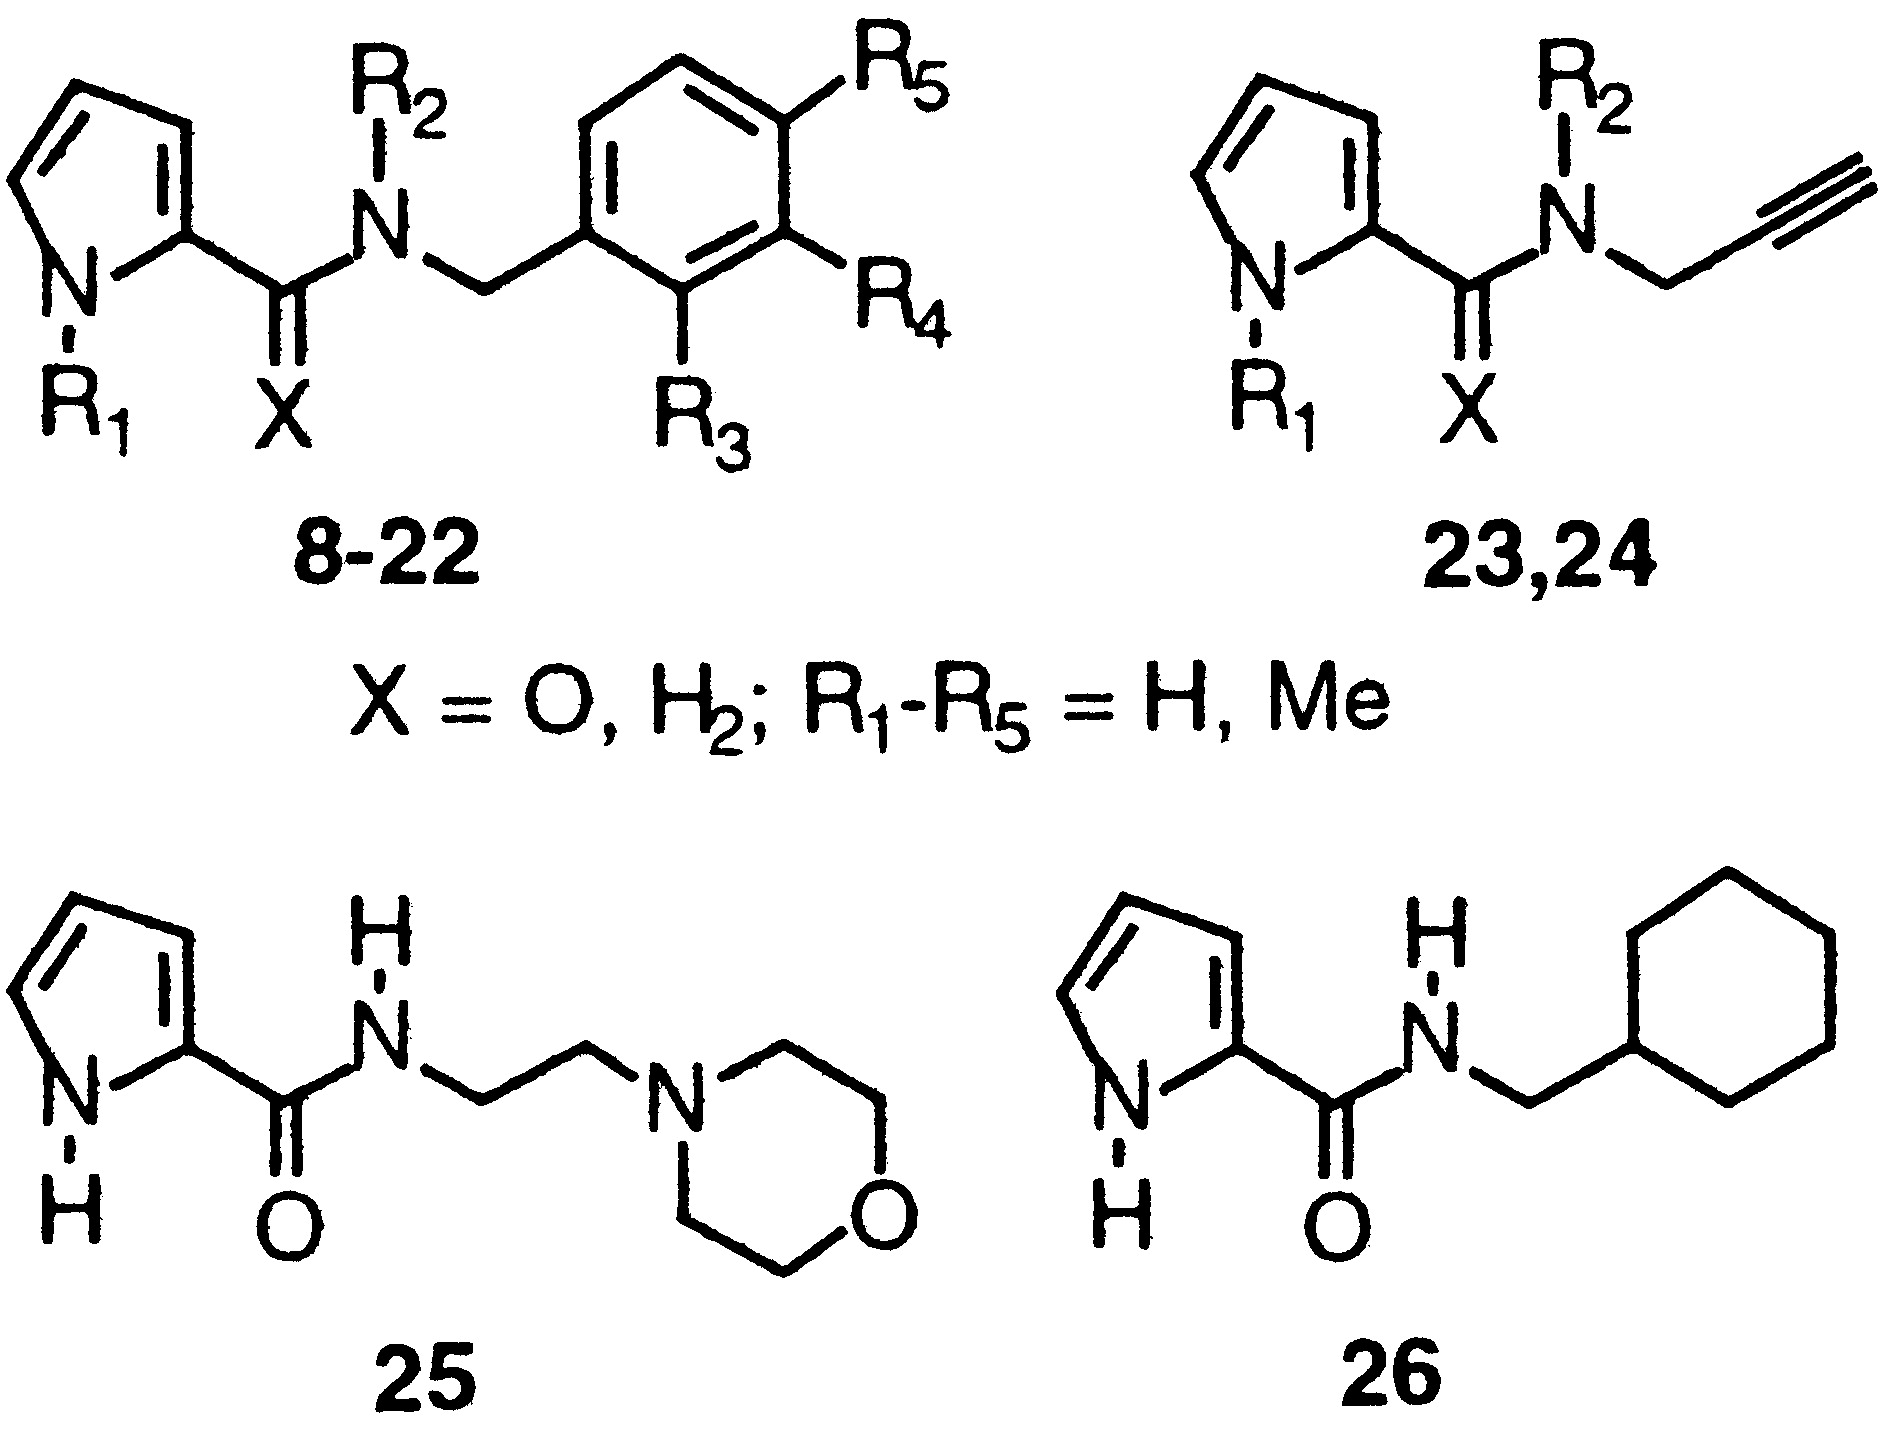 R2 R5
N
N R4
R1 X R3
8-22
R2
N
N
R1 X
23,24
X = O, H2; R1-R5 = H, Me
H
N
N N
H O O
25
H
N
N
H O
26